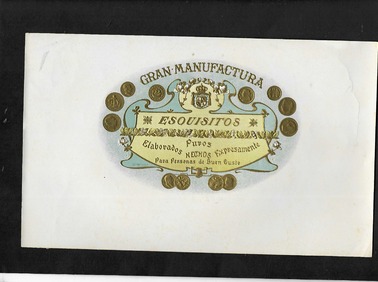 GRAN·MANUFACTURA
ESQUISITOS
Puros
Elaborados HECHOS Expresamente
Para Personas de Buen Gusto